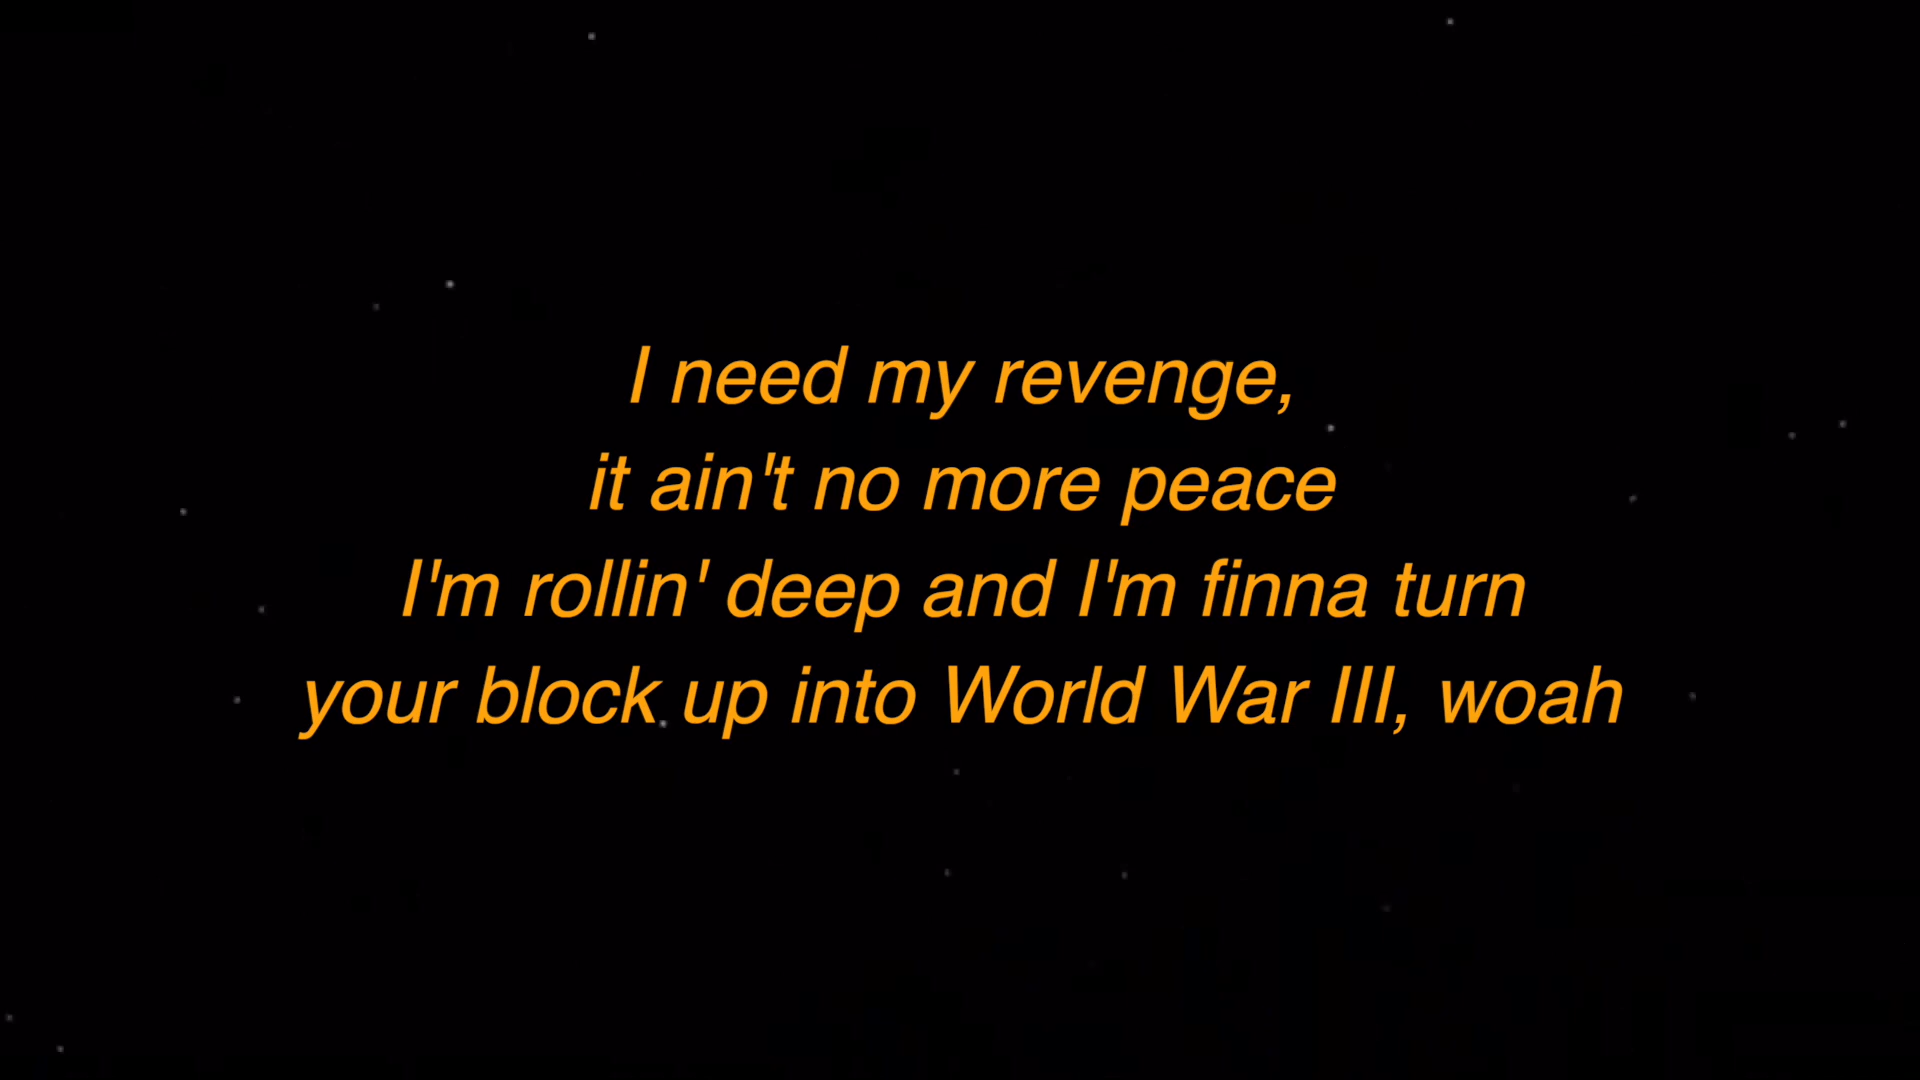 I need my revenge,
it ain't no more peace
I'm rollin' deep and I'm finna turn
your block up into World War III, woah